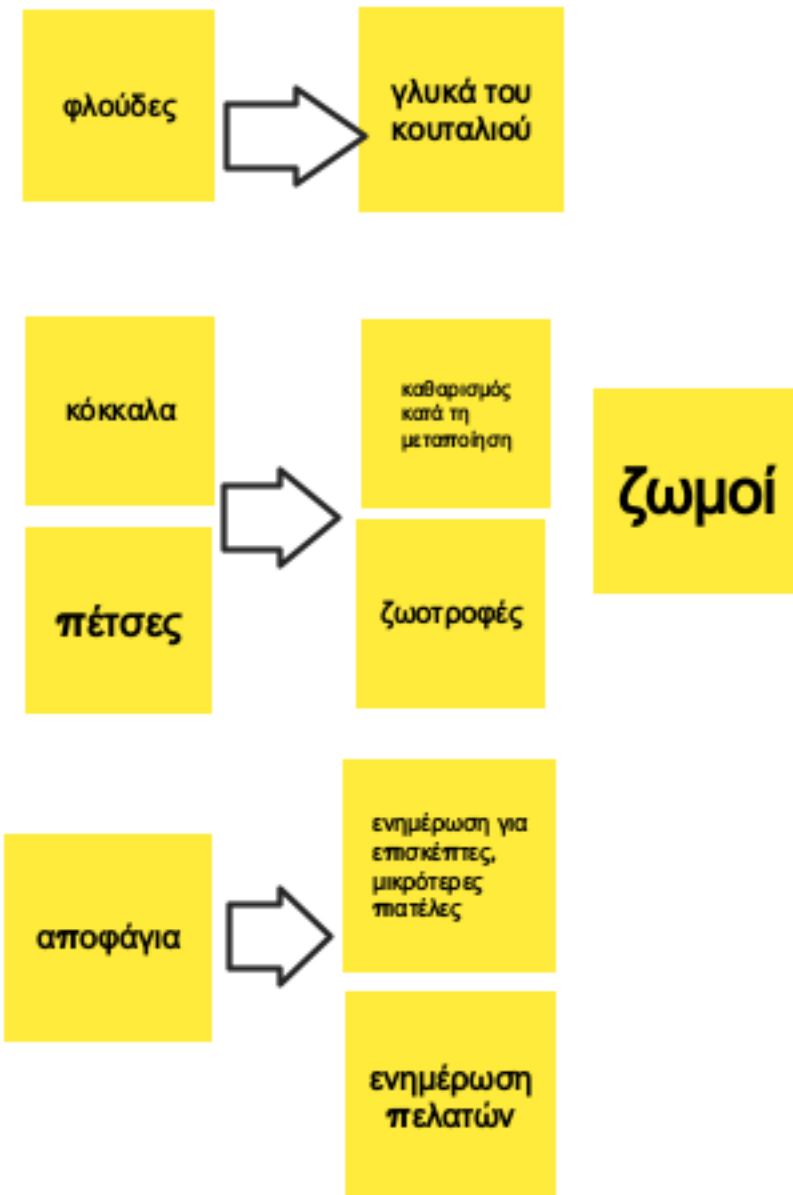 φλούδες
γλυκά του
κουταλιού
κόκκαλα
πέτσες
καθαρισμός
κατά τη
μεταποίηση
ζωοτροφές
ζωμοί
αποφάγια
ενημέρωση για
επισκέπτες,
μικρότερες
πιατέλες
ενημέρωση
πελατών